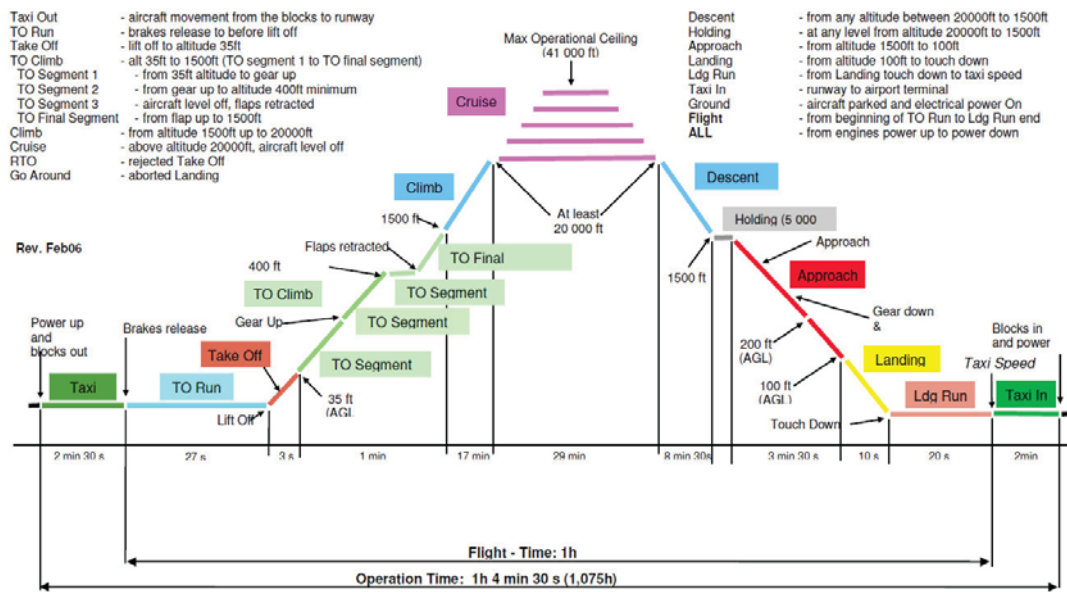 Taxi Out - aircraft movement from the blocks to runway
TO Run - brakes release to before lift off
Take Off - lift off to altitude 35ft
TO Climb - alt 35ft to 1500ft (TO segment 1 to TO final segment)
TO Segment 1 - from 35ft altitude to gear up
TO Segment 2 - from gear up to altitude 400ft minimum
TO Segment 3 - aircraft level off, flaps retracted
TO Final Segment - from flap up to 1500ft
Climb - from altitude 1500ft up to 20000ft
Cruise - above altitude 20000ft, aircraft level off
RTO - rejected Take Off
Go Around - aborted Landing
Descent - from any altitude between 20000ft to 1500ft
Holding - at any level from altitude 20000ft to 1500ft
Approach - from altitude 1500ft to 100ft
Landing - from altitude 100ft to touch down
Ldg Run - from Landing touch down to taxi speed
Taxi In - runway to airport terminal
Ground - aircraft parked and electrical power On
Flight - from beginning of TO Run to Ldg Run end
ALL - from engines power up to power down
Max Operational Ceiling
(41 000 ft)
Cruise
Climb
Descent
At least
20 000 ft
1500 ft
Holding (5 000
Rev. Feb06
Flaps retracted
TO Final
Approach
400 ft
1500 ft
Approach
TO Climb
TO Segment
Gear Up
TO Segment
Gear down
&
Power up
and
blocks out
Brakes release
200 ft
(AGL)
Blocks in
and power
Take Off
TO Segment
Landing
Taxi Speed
Taxi
TO Run
35 ft
(AGL
100 ft
(AGL)
Ldg Run
Taxi In
Lift Off
Touch Down
2 min 30 s
27 s
3 s
1 min
17 min
29 min
8 min 30s
3 min 30 s
10 s
20 s
2min
Flight - Time: 1h
Operation Time: 1h 4 min 30 s (1,075h)